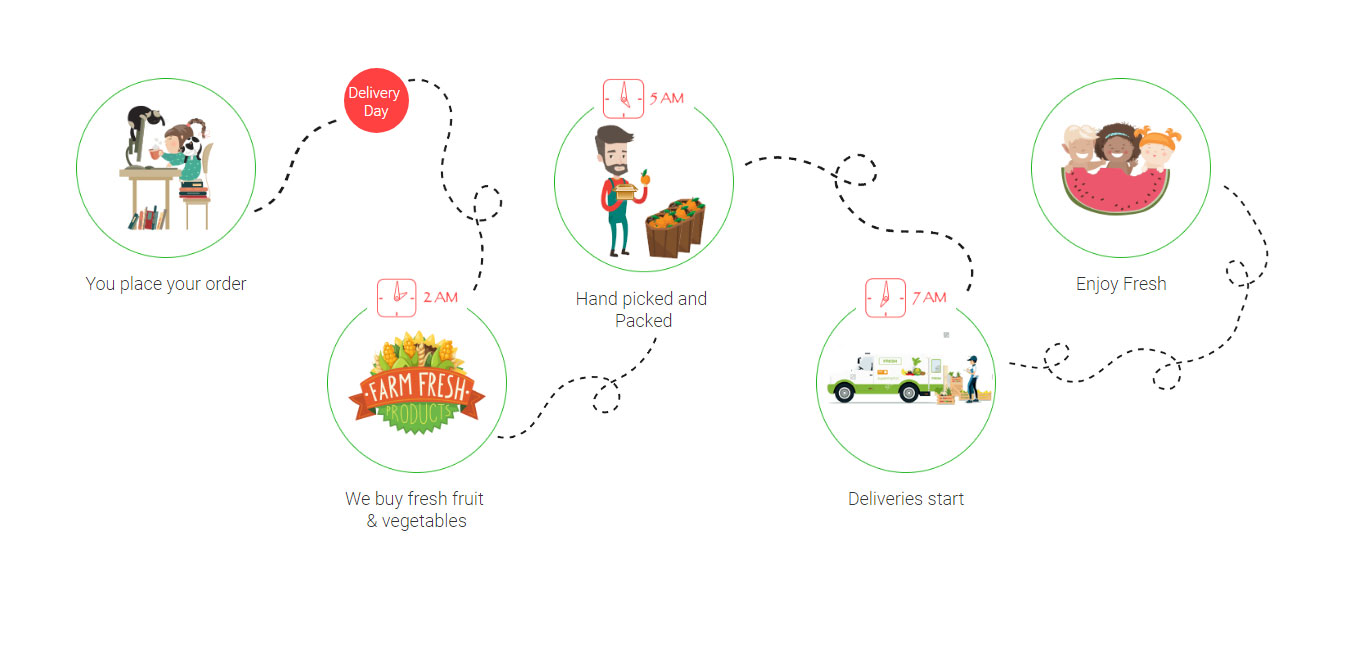 You place your order
Delivery
Day
2 AM
FARM FRESH
PRODUCTS
We buy fresh fruit
& vegetables
5 AM
Hand picked and
Packed
7 AM
FRESH
Deliveries start
Enjoy Fresh